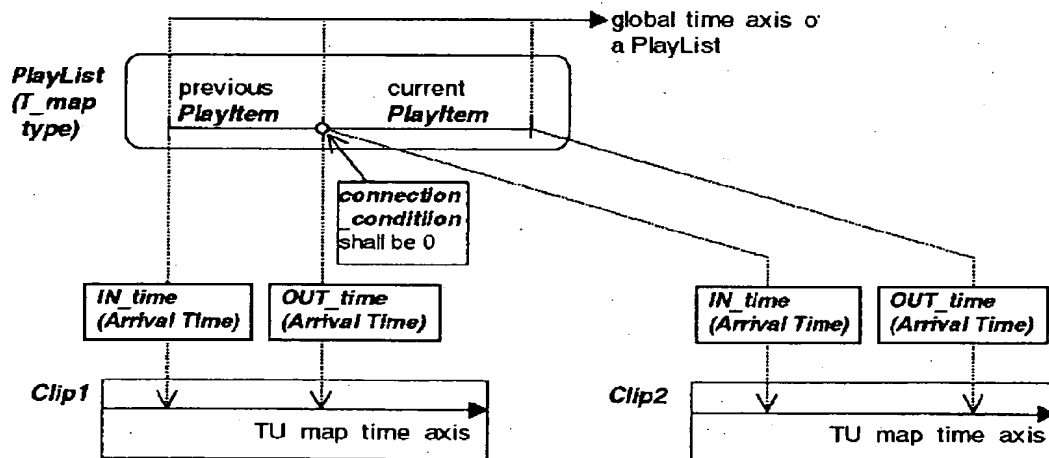 global time axis o
a PlayList
PlayList
(T_map
type)
previous
PlayItem
current
PlayItem
connection
_condition
shall be 0
IN_time
(Arrival Time)
OUT_time
(Arrival Time)
IN_time
(Arrival Time)
OUT_time
(Arrival Time)
Clip1
TU map time axis
Clip2
TU map time axis